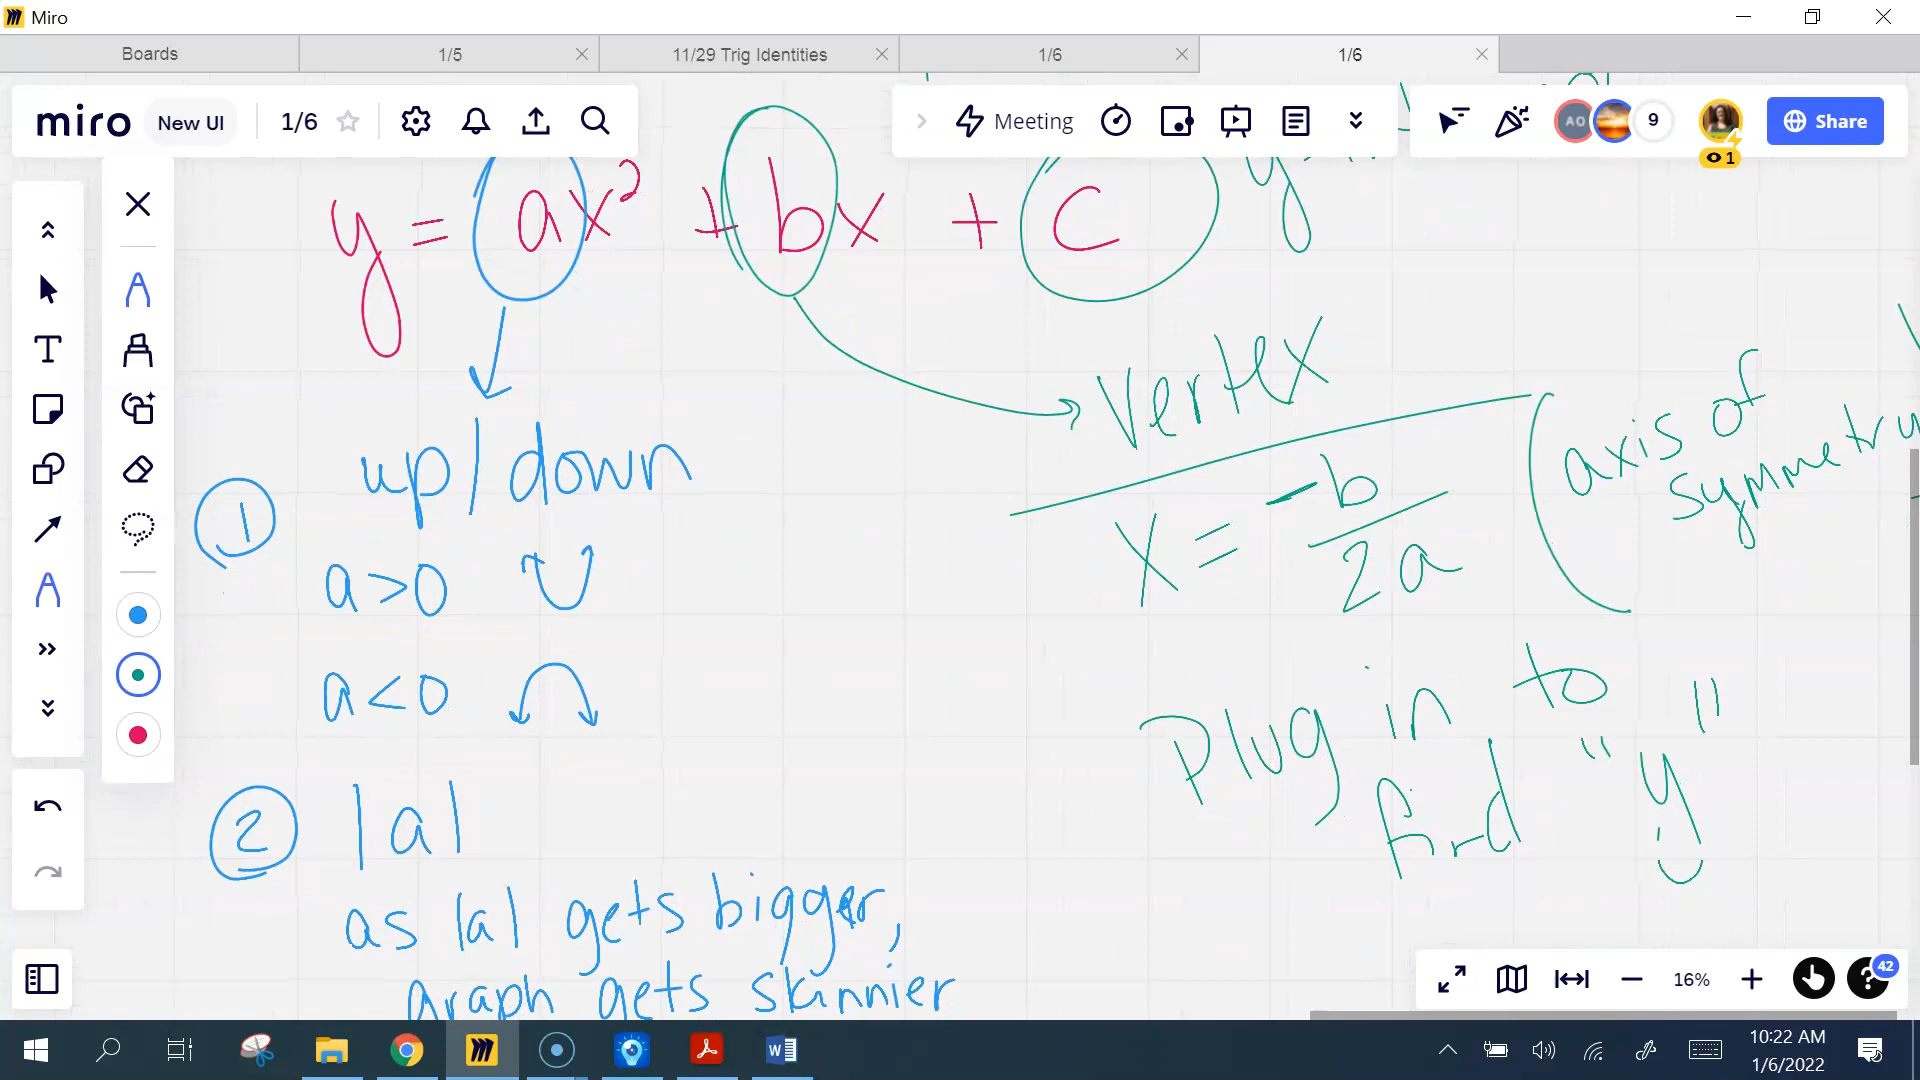 Miro
Boards
1/5
11/29 Trig Identities
1/6
1/6
miro
New UI
1/6
Meeting
AO
9
Share
1
y = ax² + bx + c
Vertex
up/down
axis of
symmetry
x = -b/2a
1
a>0
a<0
Plug in to
find "y"
2 |a|
as |a| gets bigger,
graph gets skinnier
42
16%
10:22 AM
1/6/2022